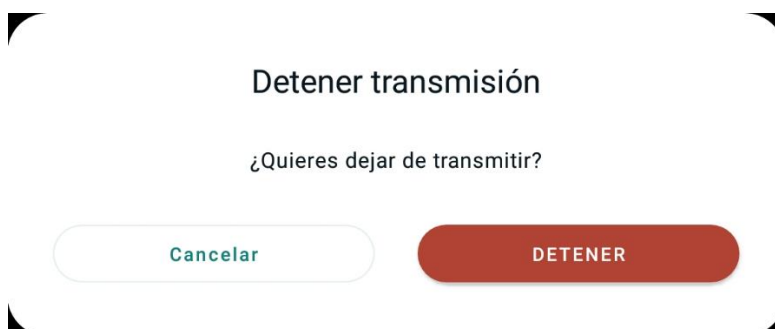 Detener transmisión
¿Quieres dejar de transmitir?
Cancelar
DETENER